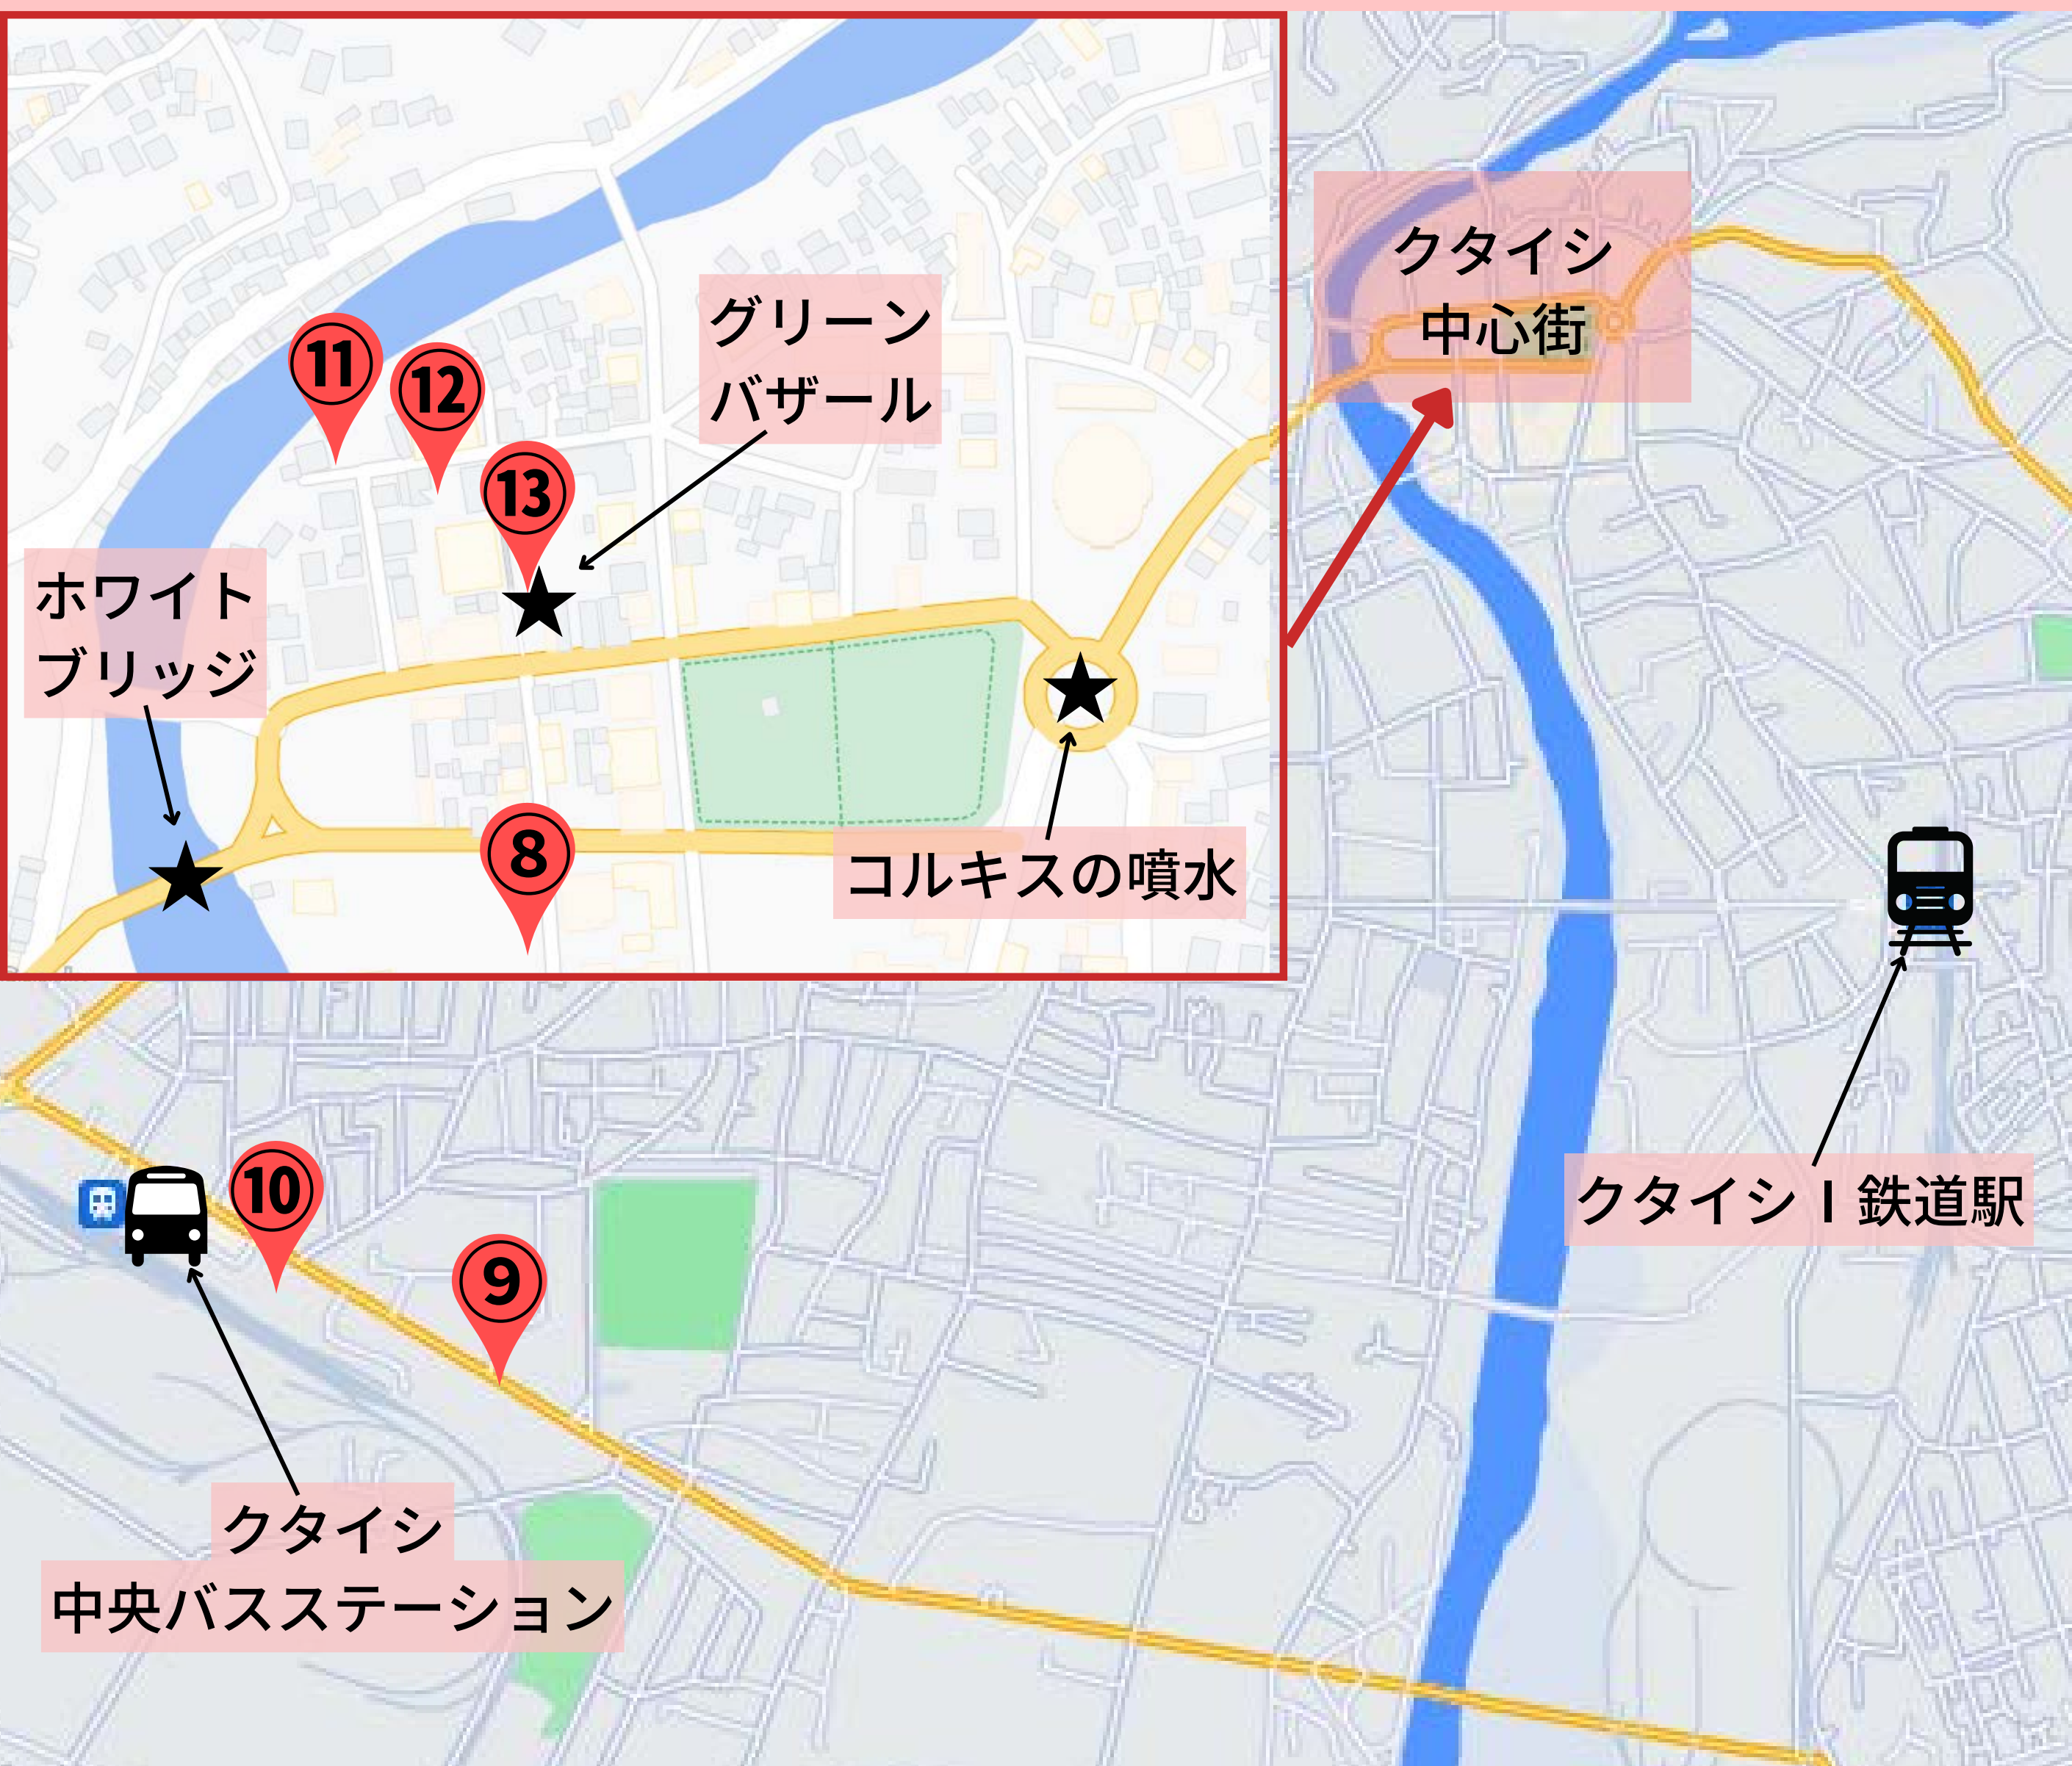 クタイシ
中心街
⑪
⑫
グリーン
バザール
⑬
ホワイト
ブリッジ
⑧
コルキスの噴水
クタイシⅠ鉄道駅
⑩
⑨
クタイシ
中央バスステーション